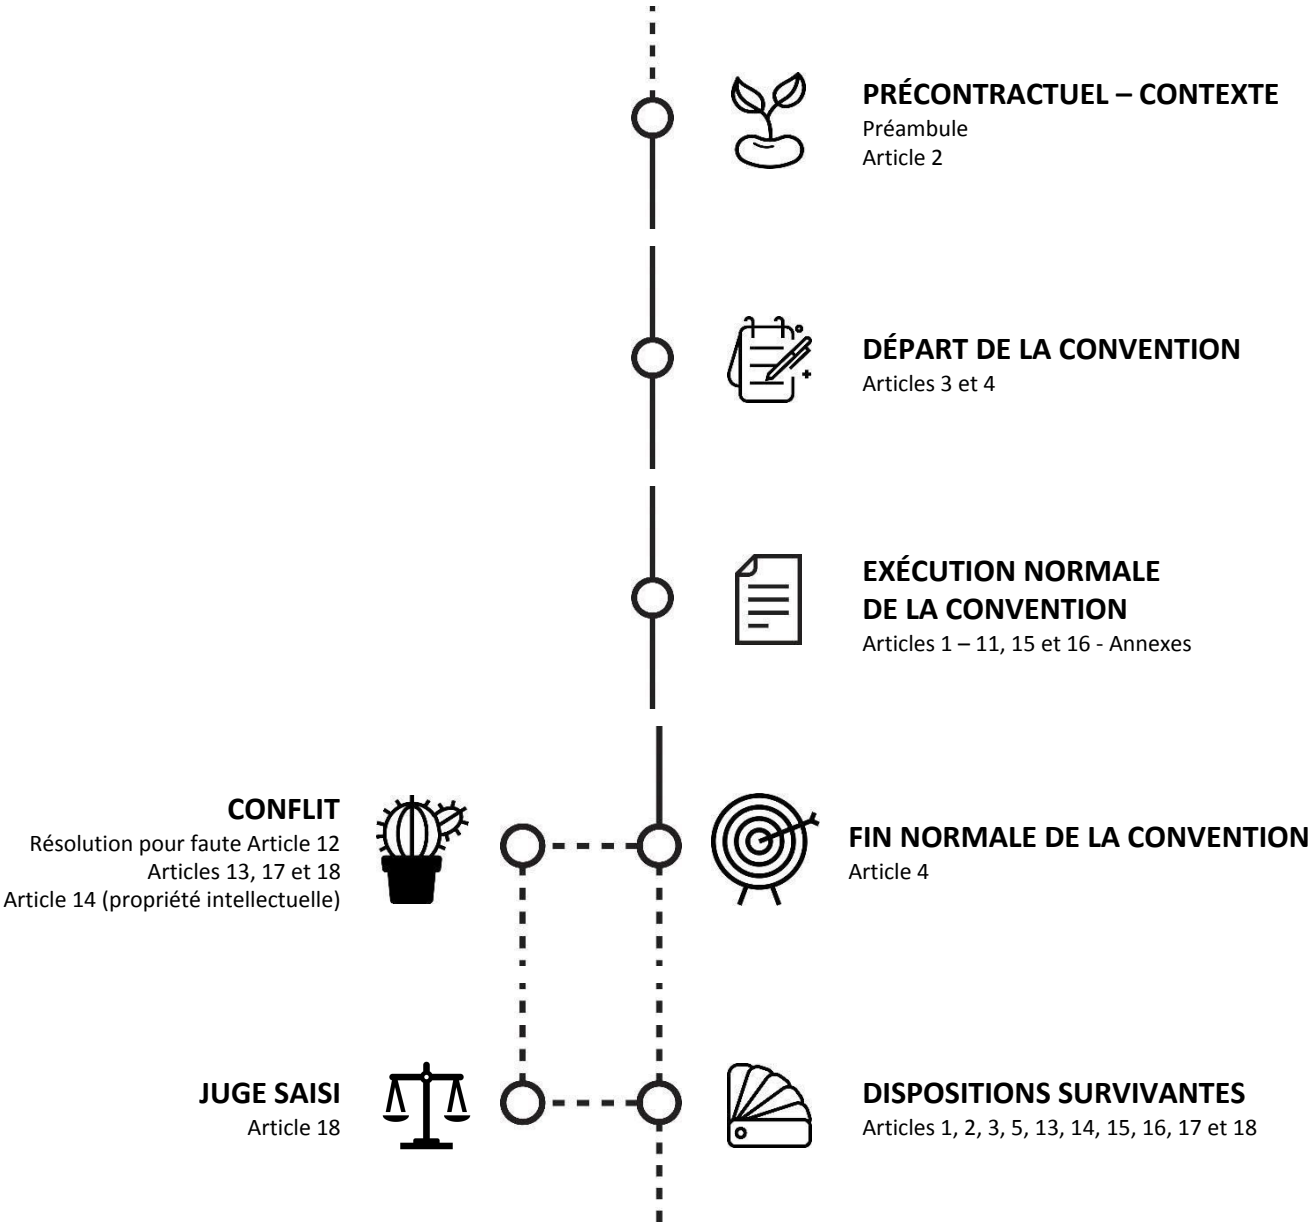 PRÉCONTRACTUEL – CONTEXTE
Préambule
Article 2
DÉPART DE LA CONVENTION
Articles 3 et 4
EXÉCUTION NORMALE
DE LA CONVENTION
Articles 1 – 11, 15 et 16 - Annexes
CONFLIT
Résolution pour faute Article 12
Articles 13, 17 et 18
Article 14 (propriété intellectuelle)
FIN NORMALE DE LA CONVENTION
Article 4
JUGE SAISI
Article 18
DISPOSITIONS SURVIVANTES
Articles 1, 2, 3, 5, 13, 14, 15, 16, 17 et 18